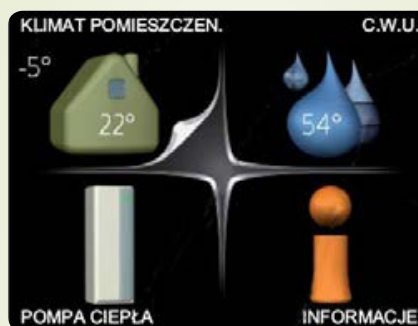 KLIMAT POMIESZCZEN. C.W.U.
-5°
22° 54°
POMPA CIEPŁA INFORMACJE